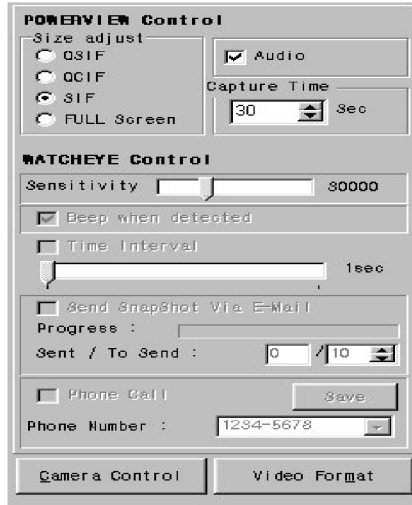 POWERVIEW Control
Size adjust
QSIF
QCIF
SIF
FULL Screen
Audio
Capture Time
30 Sec
WATCHEYE Control
Sensitivity 30000
Beep when detected
Time Interval
1sec
Send SnapShot Via E-Mail
Progress :
Sent / To Send : 0 / 10
Phone Call
Save
Phone Number : 1234-5678
Camera Control
Video Format